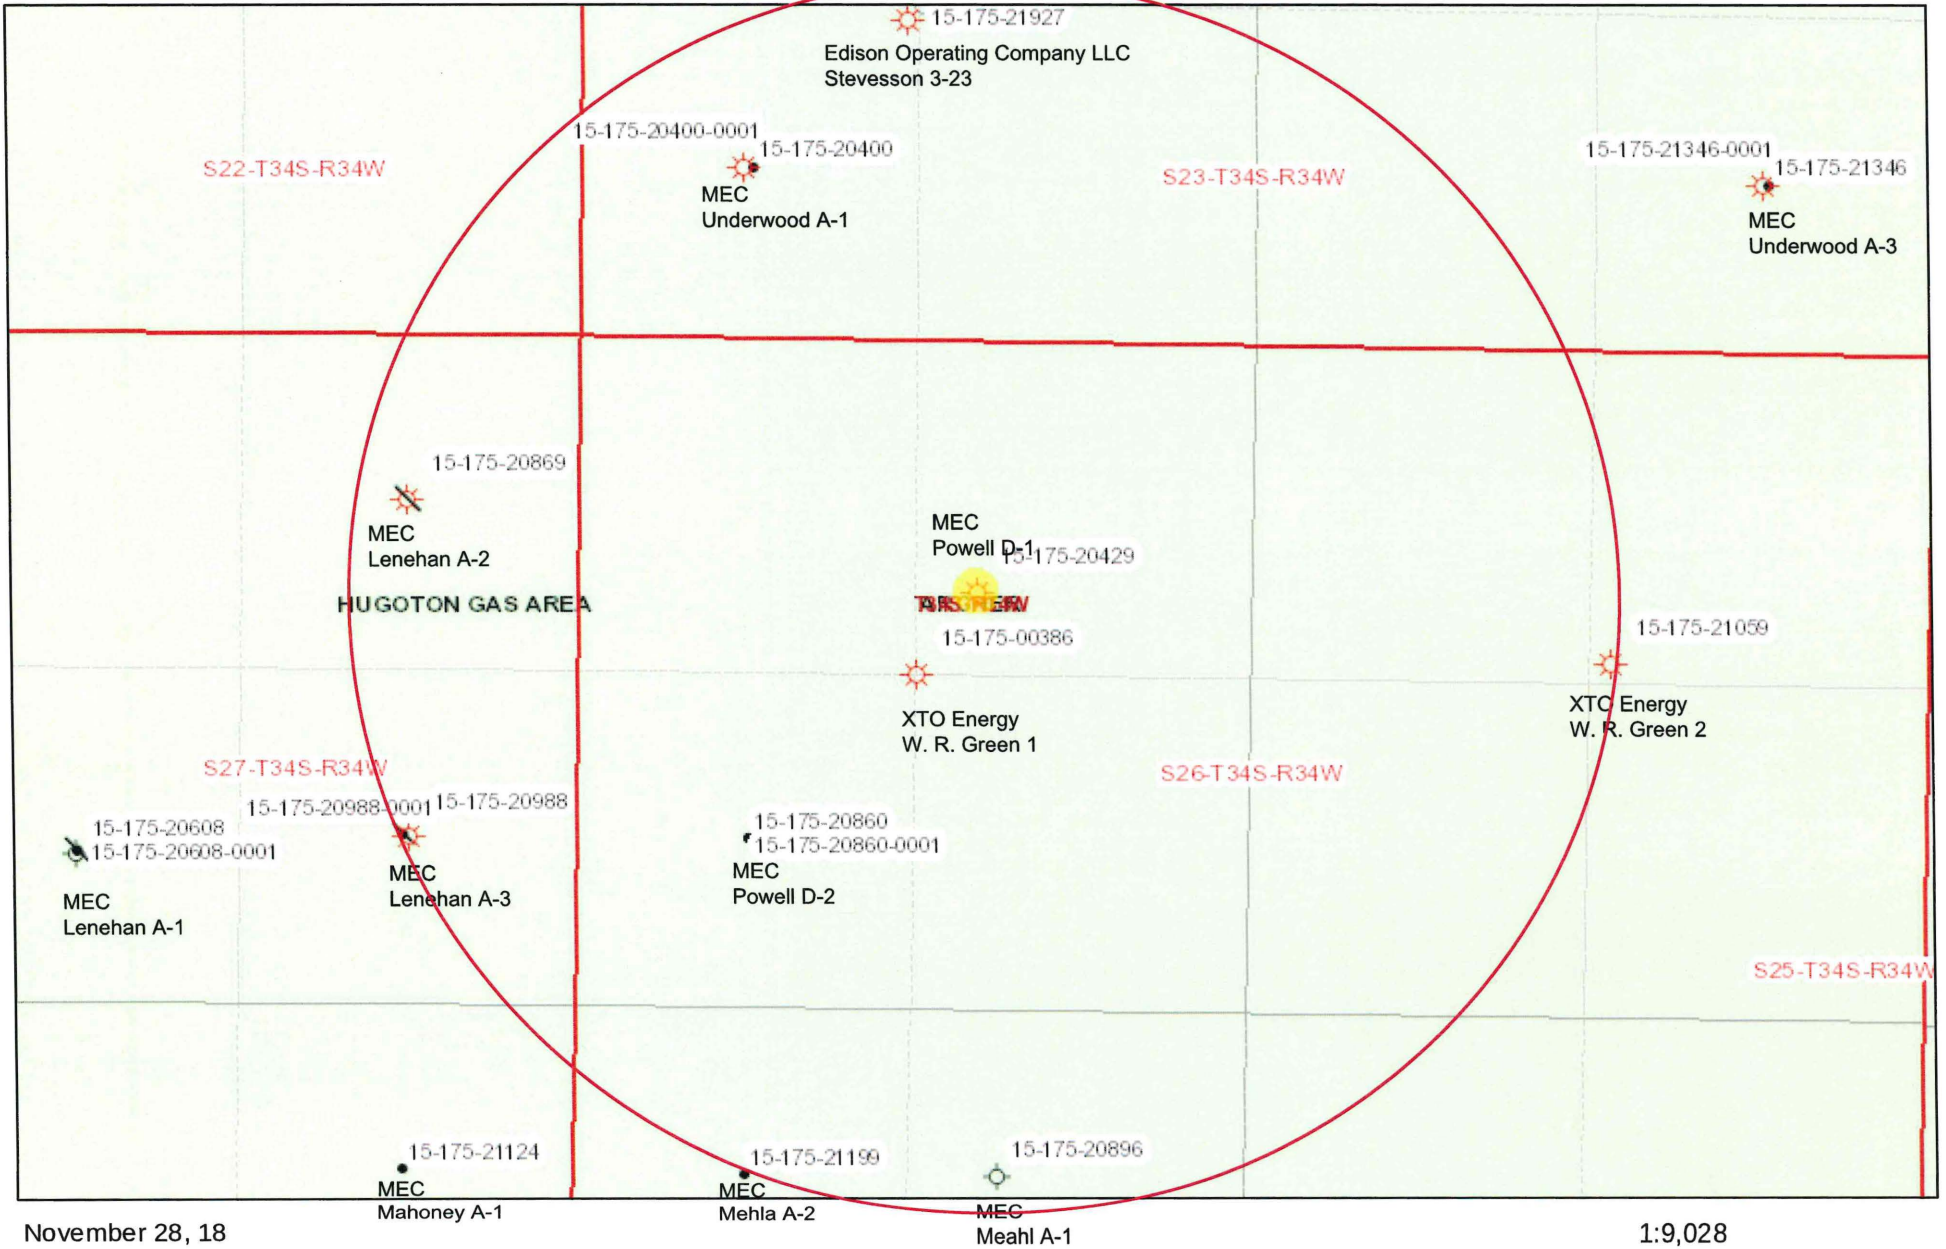 15-175-21927
Edison Operating Company LLC
Stevesson 3-23
15-175-20400-0001
15-175-20400
MEC
Underwood A-1
S22-T34S-R34W
S23-T34S-R34W
15-175-21346-0001
15-175-21346
MEC
Underwood A-3
15-175-20869
MEC
Lenehan A-2
HUGOTON GAS AREA
MEC
Powell D-1
15-175-20429
15-175-00386
XTO Energy
W. R. Green 1
15-175-21059
XTO Energy
W. R. Green 2
S27-T34S-R34W
S26-T34S-R34W
15-175-20988-0001
15-175-20988
MEC
Lenehan A-3
15-175-20608
15-175-20608-0001
MEC
Lenehan A-1
15-175-20860
15-175-20860-0001
MEC
Powell D-2
S25-T34S-R34W
15-175-21124
MEC
Mahoney A-1
15-175-21199
MEC
Mehla A-2
15-175-20896
MEC
Meahl A-1
November 28, 18
1:9,028